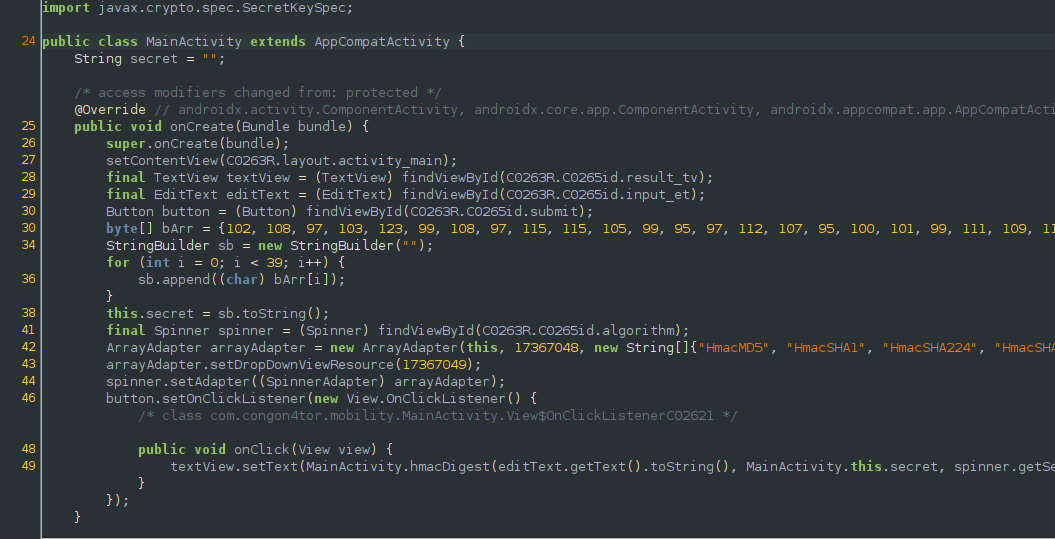 import javax.crypto.spec.SecretKeySpec;
24 public class MainActivity extends AppCompatActivity {
String secret = "";
/* access modifiers changed from: protected */
@Override // androidx.activity.ComponentActivity, androidx.core.app.ComponentActivity, androidx.appcompat.app.AppCompatActi
25 public void onCreate(Bundle bundle) {
26 super.onCreate(bundle);
27 setContentView(C0263R.layout.activity_main);
28 final TextView textView = (TextView) findViewById(C0263R.C0265id.result_tv);
29 final EditText editText = (EditText) findViewById(C0263R.C0265id.input_et);
30 Button button = (Button) findViewById(C0263R.C0265id.submit);
30 byte[] bArr = {102, 108, 97, 103, 123, 99, 108, 97, 115, 115, 105, 99, 95, 97, 112, 107, 95, 100, 101, 99, 111, 109, 11
34 StringBuilder sb = new StringBuilder("");
for (int i = 0; i < 39; i++) {
36 sb.append((char) bArr[i]);
}
38 this.secret = sb.toString();
41 final Spinner spinner = (Spinner) findViewById(C0263R.C0265id.algorithm);
42 ArrayAdapter arrayAdapter = new ArrayAdapter(this, 17367048, new String[]{"HmacMD5", "HmacSHA1", "HmacSHA224", "HmacSHA
43 arrayAdapter.setDropDownViewResource(17367049);
44 spinner.setAdapter((SpinnerAdapter) arrayAdapter);
46 button.setOnClickListener(new View.OnClickListener() {
/* class com.congon4tor.mobility.MainActivity.View$OnClickListenerC02621 */
48 public void onClick(View view) {
49 textView.setText(MainActivity.hmacDigest(editText.getText().toString(), MainActivity.this.secret, spinner.getSe
}
});
}